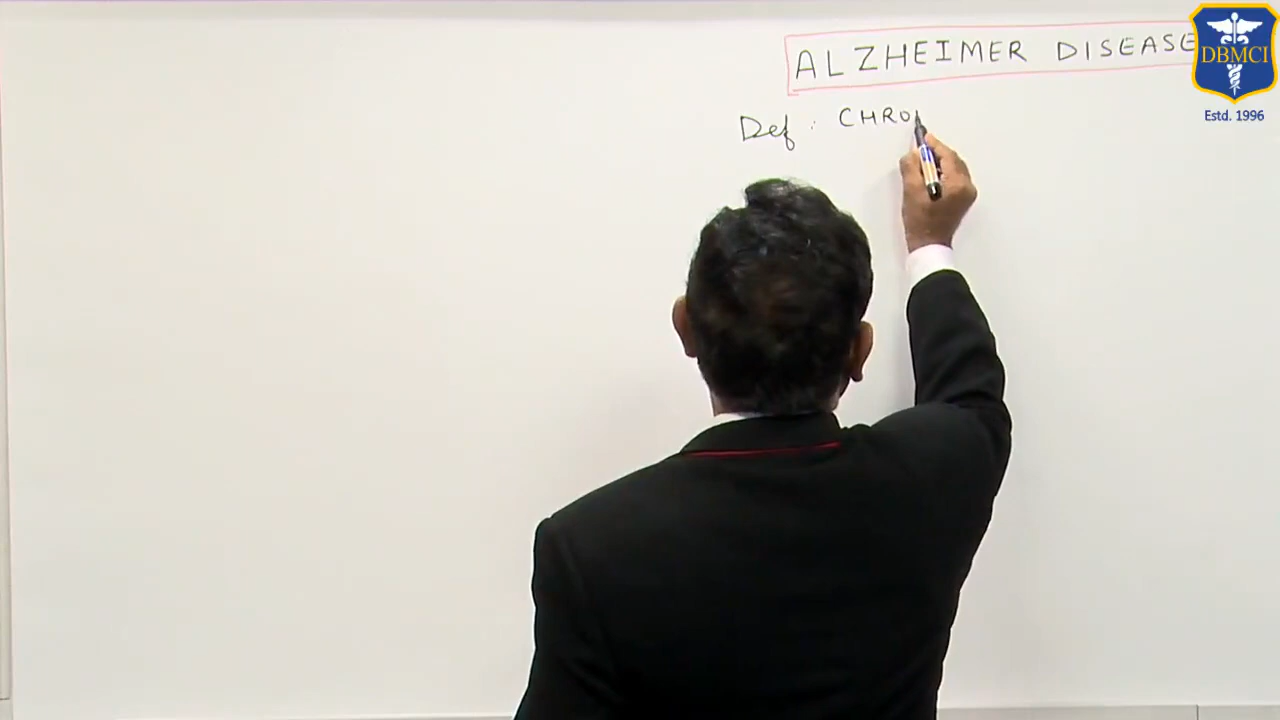 ALZHEIMER DISEASE
Def : CHRO
DBMCI
Estd. 1996